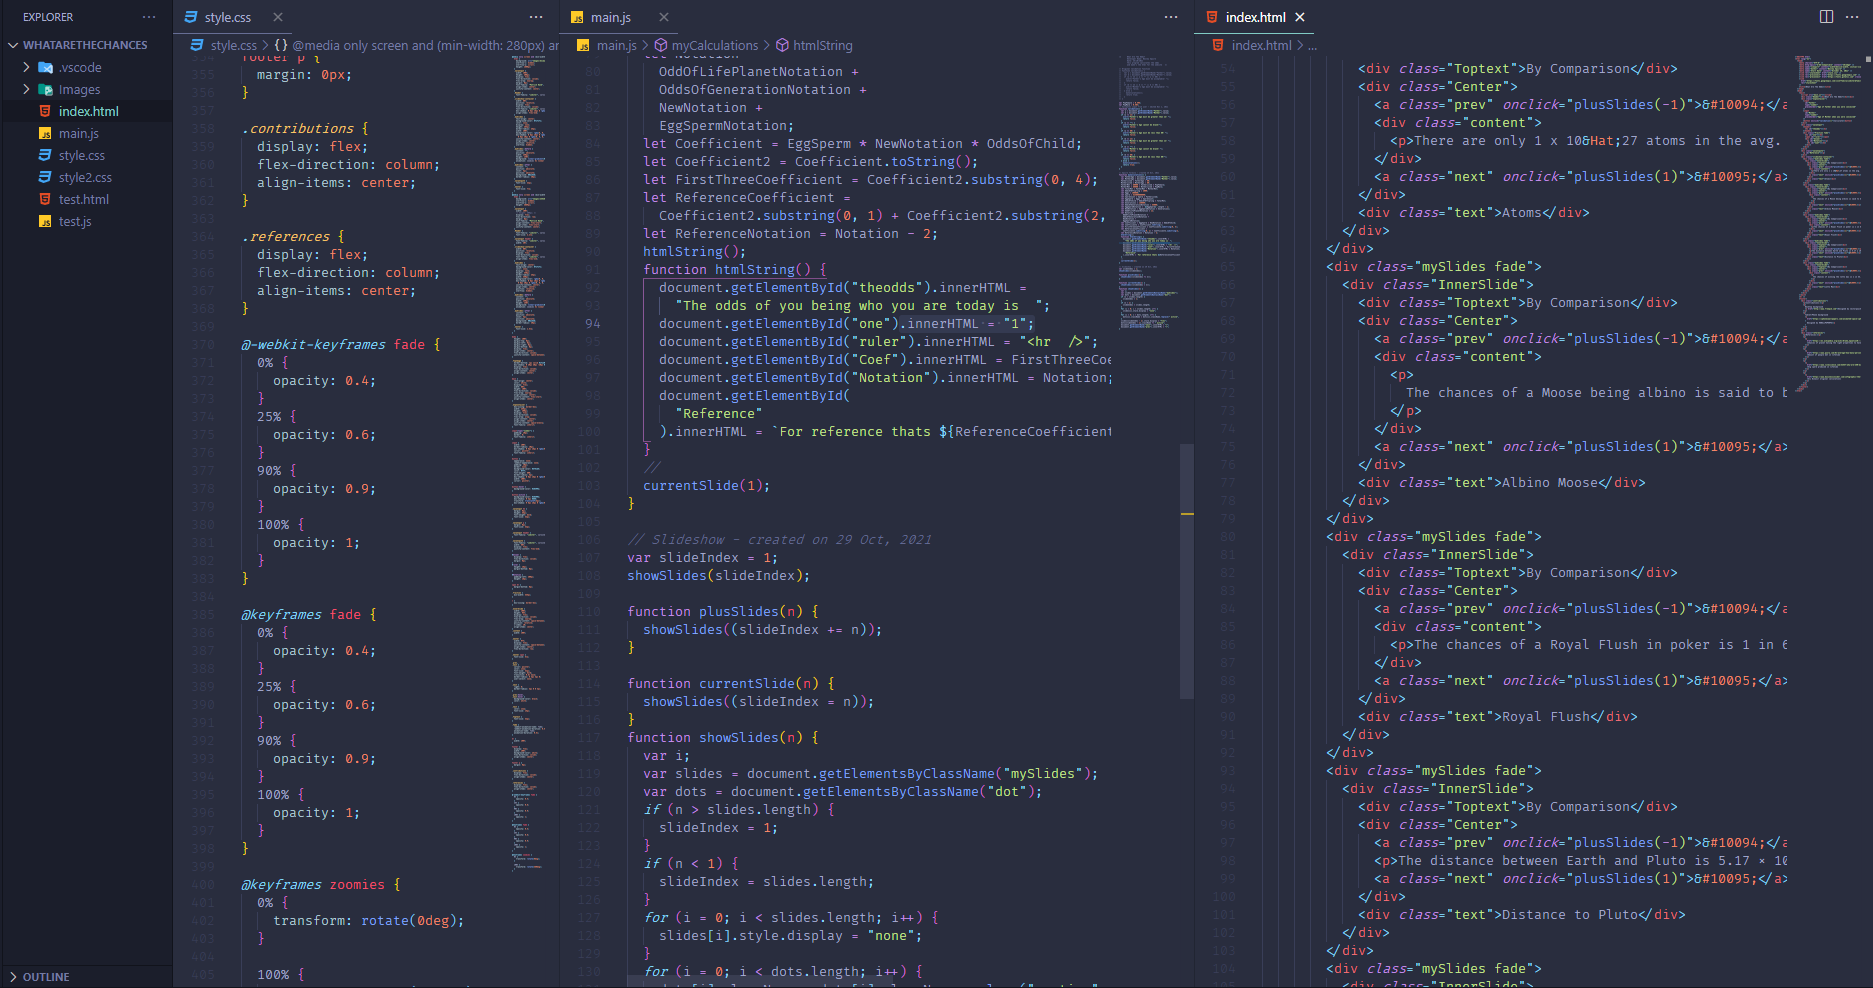 EXPLORER
WHATARETHECHANCES
.vscode
Images
index.html
main.js
style.css
style2.css
test.html
test.js
OUTLINE
style.css
style.css > {} @media only screen and (min-width: 280px) an
354 footer p {
355 margin: 0px;
356 }
357
358 .contributions {
359 display: flex;
360 flex-direction: column;
361 align-items: center;
362 }
363
364 .references {
365 display: flex;
366 flex-direction: column;
367 align-items: center;
368 }
369
370 @-webkit-keyframes fade {
371 0% {
372 opacity: 0.4;
373 }
374 25% {
375 opacity: 0.6;
376 }
377 90% {
378 opacity: 0.9;
379 }
380 100% {
381 opacity: 1;
382 }
383 }
384
385 @keyframes fade {
386 0% {
387 opacity: 0.4;
388 }
389 25% {
390 opacity: 0.6;
391 }
392 90% {
393 opacity: 0.9;
394 }
395 100% {
396 opacity: 1;
397 }
398 }
399
400 @keyframes zoomies {
401 0% {
402 transform: rotate(0deg);
403 }
404
405 100% {
main.js
main.js > myCalculations > htmlString
let Notation
80 OddOfLifePlanetNotation +
81 OddsOfGenerationNotation +
82 NewNotation +
83 EggSpermNotation;
84 let Coefficient = EggSperm * NewNotation * OddsOfChild;
85 let Coefficient2 = Coefficient.toString();
86 let FirstThreeCoefficient = Coefficient2.substring(0, 4);
87 let ReferenceCoefficient =
88 Coefficient2.substring(0, 1) + Coefficient2.substring(2,
89 let ReferenceNotation = Notation - 2;
90 htmlString();
91 function htmlString() {
92 document.getElementById("theodds").innerHTML =
93 "The odds of you being who you are today is  ";
94 document.getElementById("one").innerHTML = "1";
95 document.getElementById("ruler").innerHTML = "<hr  />";
96 document.getElementById("Coef").innerHTML = FirstThreeCoe
97 document.getElementById("Notation").innerHTML = Notation;
98 document.getElementById(
99 "Reference"
100 ).innerHTML = `For reference thats ${ReferenceCoefficient
101 }
102 //
103 currentSlide(1);
104 }
105
106 // Slideshow - created on 29 Oct, 2021
107 var slideIndex = 1;
108 showSlides(slideIndex);
109
110 function plusSlides(n) {
111 showSlides((slideIndex += n));
112 }
113
114 function currentSlide(n) {
115 showSlides((slideIndex = n));
116 }
117 function showSlides(n) {
118 var i;
119 var slides = document.getElementsByClassName("mySlides");
120 var dots = document.getElementsByClassName("dot");
121 if (n > slides.length) {
122 slideIndex = 1;
123 }
124 if (n < 1) {
125 slideIndex = slides.length;
126 }
127 for (i = 0; i < slides.length; i++) {
128 slides[i].style.display = "none";
129 }
130 for (i = 0; i < dots.length; i++) {
index.html
index.html > ...
54 <div class="Toptext">By Comparison</div>
55 <div class="Center">
56 <a class="prev" onclick="plusSlides(-1)">&#10094;</a
57 <div class="content">
58 <p>There are only 1 x 10&Hat;27 atoms in the avg.
59 </div>
60 <a class="next" onclick="plusSlides(1)">&#10095;</a>
61 </div>
62 <div class="text">Atoms</div>
63 </div>
64 </div>
65 <div class="mySlides fade">
66 <div class="InnerSlide">
67 <div class="Toptext">By Comparison</div>
68 <div class="Center">
69 <a class="prev" onclick="plusSlides(-1)">&#10094;</a
70 <div class="content">
71 <p>
72 The chances of a Moose being albino is said to b
73 </p>
74 </div>
75 <a class="next" onclick="plusSlides(1)">&#10095;</a>
76 </div>
77 <div class="text">Albino Moose</div>
78 </div>
79 </div>
80 <div class="mySlides fade">
81 <div class="InnerSlide">
82 <div class="Toptext">By Comparison</div>
83 <div class="Center">
84 <a class="prev" onclick="plusSlides(-1)">&#10094;</a
85 <div class="content">
86 <p>The chances of a Royal Flush in poker is 1 in 6
87 </div>
88 <a class="next" onclick="plusSlides(1)">&#10095;</a>
89 </div>
90 <div class="text">Royal Flush</div>
91 </div>
92 </div>
93 <div class="mySlides fade">
94 <div class="InnerSlide">
95 <div class="Toptext">By Comparison</div>
96 <div class="Center">
97 <a class="prev" onclick="plusSlides(-1)">&#10094;</a
98 <p>The distance between Earth and Pluto is 5.17 × 10
99 <a class="next" onclick="plusSlides(1)">&#10095;</a>
100 </div>
101 <div class="text">Distance to Pluto</div>
102 </div>
103 </div>
104 <div class="mySlides fade">
<div class="InnerSlide">